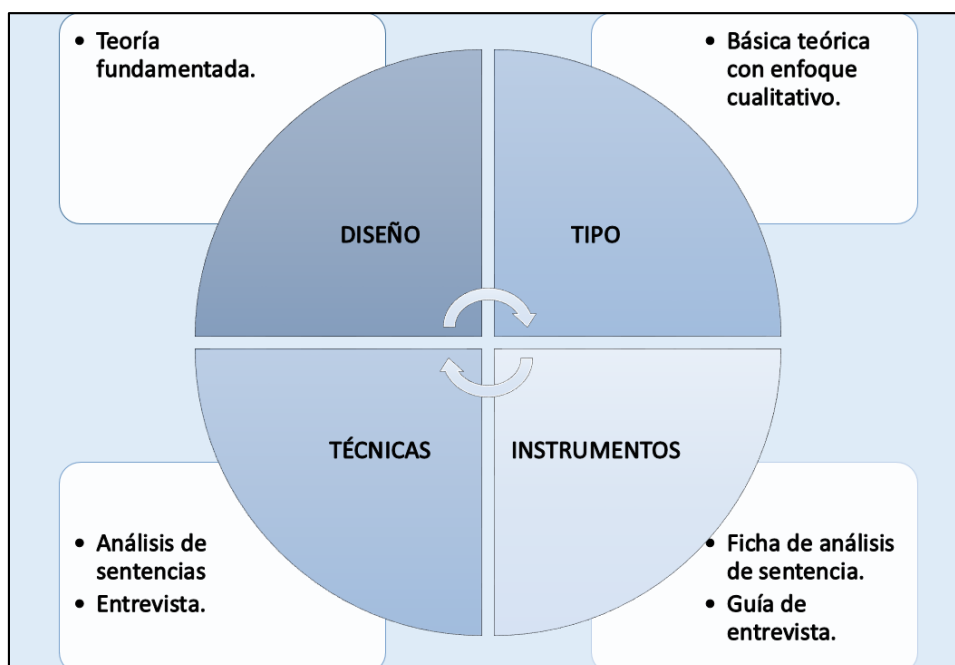 • Teoría
fundamentada.
• Básica teórica
con enfoque
cualitativo.
DISEÑO
TIPO
TÉCNICAS
INSTRUMENTOS
• Análisis de
sentencias
• Entrevista.
• Ficha de análisis
de sentencia.
• Guía de
entrevista.